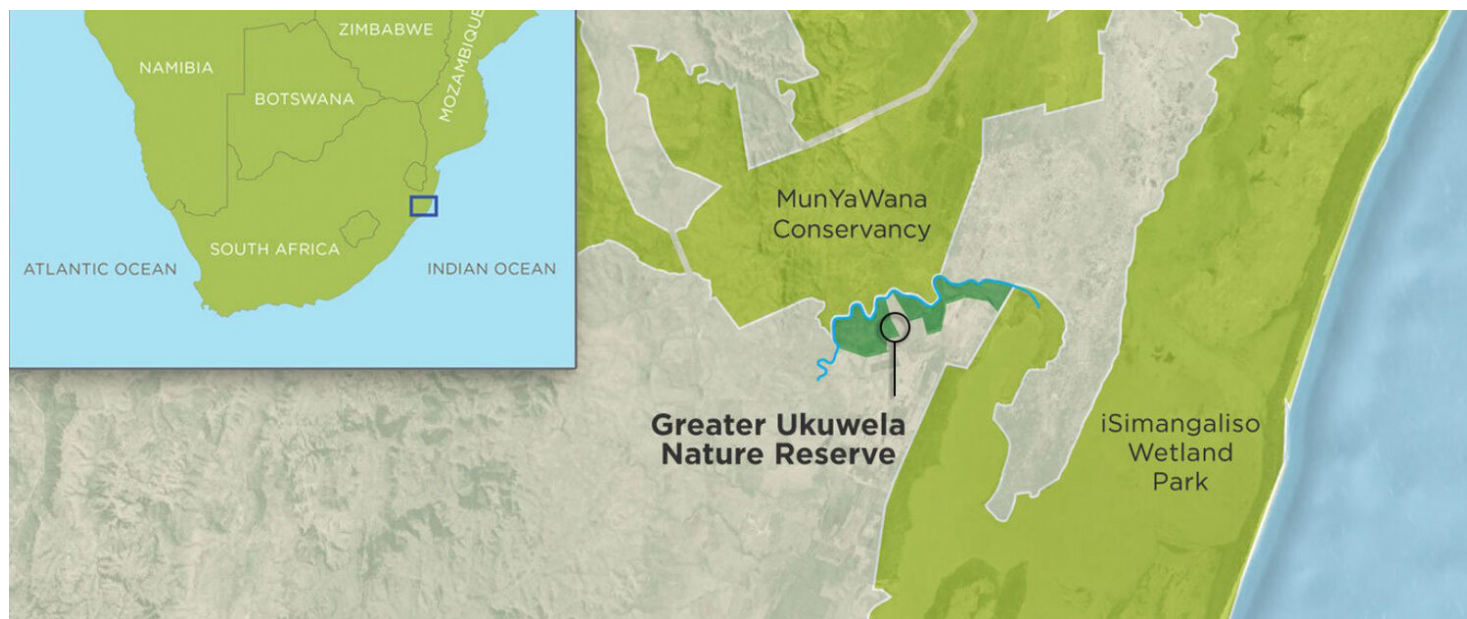 ZIMBABWE
MOZAMBIQUE
NAMIBIA
BOTSWANA
SOUTH AFRICA
ATLANTIC OCEAN
INDIAN OCEAN
MunYaWana
Conservancy
Greater Ukuwela
Nature Reserve
iSimangaliso
Wetland
Park